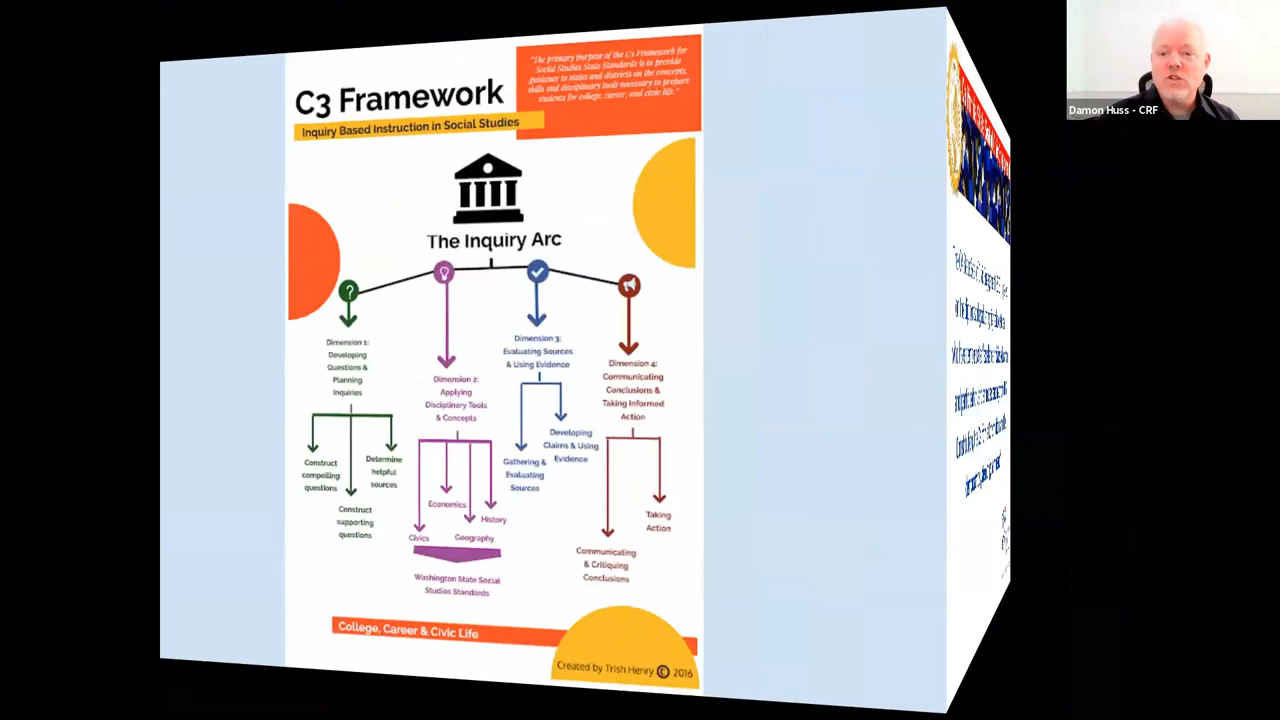 "The primary purpose of the C3 Framework for
Social Studies State Standards is to provide
guidance to states and districts on the concepts,
skills and disciplinary tools necessary to prepare
students for college, career, and civic life."
C3 Framework
Inquiry Based Instruction in Social Studies
The Inquiry Arc
?
Dimension 1:
Developing
Questions &
Planning
Inquiries
Construct
compelling
questions
Construct
supporting
questions
Determine
helpful
sources
Dimension 2:
Applying
Disciplinary Tools
& Concepts
Civics
Economics
Geography
History
Washington State Social
Studies Standards
Dimension 3:
Evaluating Sources
& Using Evidence
Gathering &
Evaluating
Sources
Developing
Claims & Using
Evidence
Dimension 4:
Communicating
Conclusions &
Taking Informed
Action
Communicating
& Critiquing
Conclusions
Taking
Action
College, Career & Civic Life
Created by Trish Henry © 2016
Damon Huss - CRF